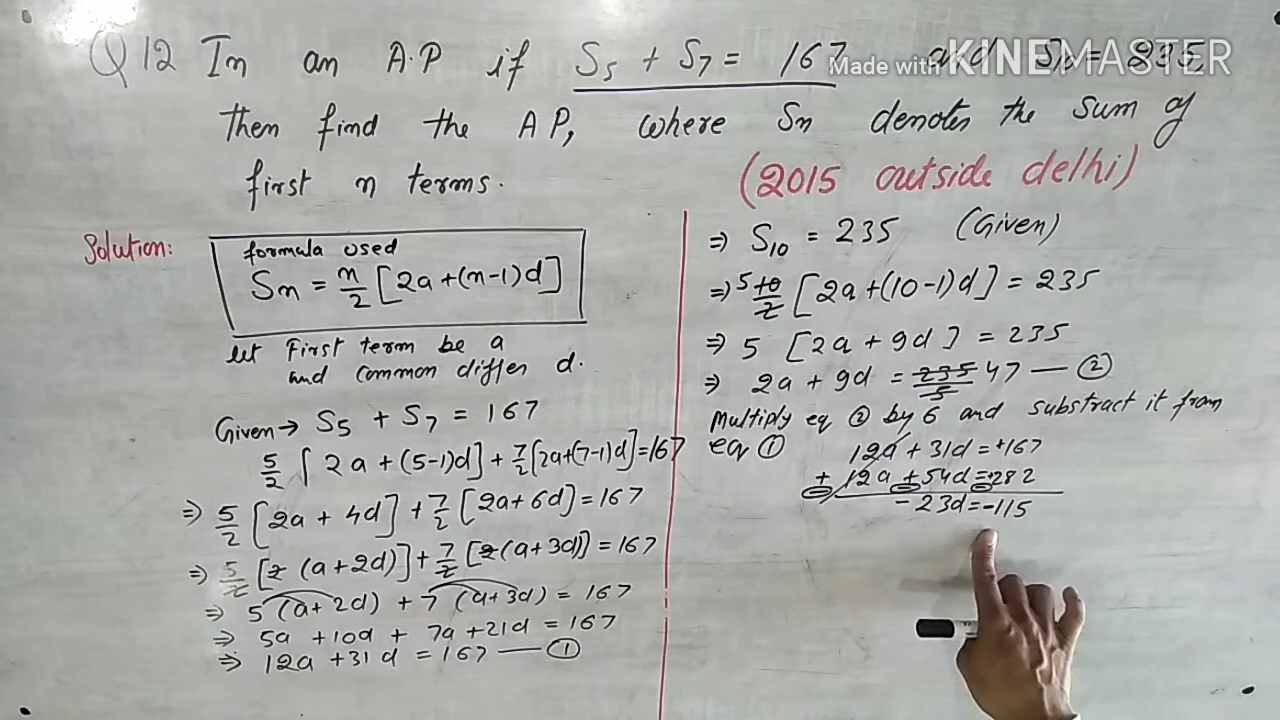 Q12 In an A.P if S₅ + S₇ = 167 and S₁₀ = 235
then find the AP, where Sn denotes the sum of
first n terms.
(2015 outside delhi)
Made with KINEMASTER
Solution:
formula used
Sn = n/2 [2a+(n-1)d]
let First term be a
and common differ d.
Given → S₅ + S₇ = 167
5/2 [2a + (5-1)d] + 7/2 [2a+(7-1)d] = 167
⇒ 5/2 [2a + 4d] + 7/2 [2a+6d] = 167
⇒ 5/2 [2 (a+2d)] + 7/2 [2(a+3d)] = 167
⇒ 5 (a+2d) + 7 (a+3d) = 167
⇒ 5a + 10d + 7a + 21d = 167
⇒ 12a + 31d = 167 — ①
⇒ S₁₀ = 235 (Given)
⇒ 5 10/2 [2a+(10-1)d] = 235
⇒ 5 [2a + 9d] = 235
⇒ 2a + 9d = 235/5 47 — ②
Multiply eq ② by 6 and substract it from
eq ① 12a + 31d = +167
+ 12a + 54d = +282
- 23d = -115